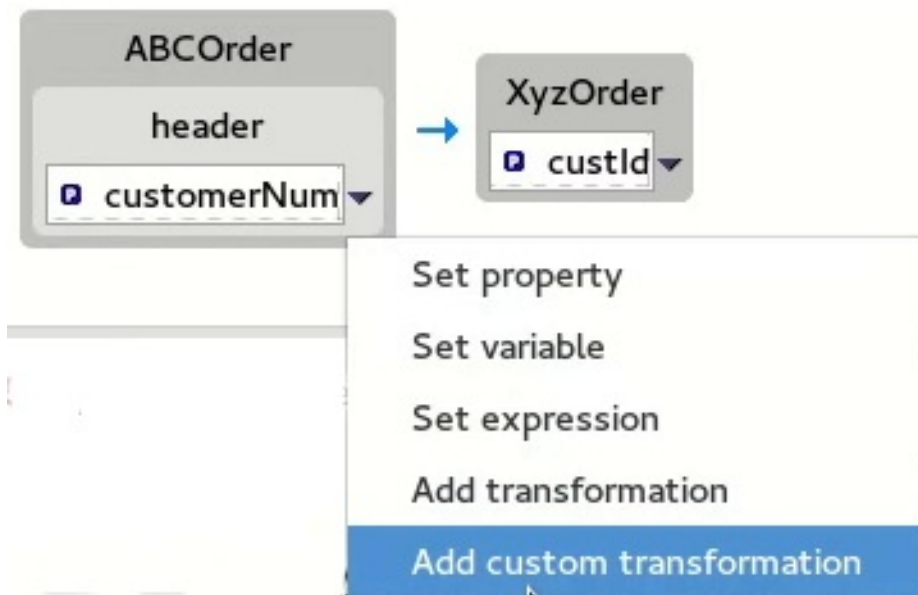 ABCOrder
header
customerNum
XyzOrder
custId
Set property
Set variable
Set expression
Add transformation
Add custom transformation